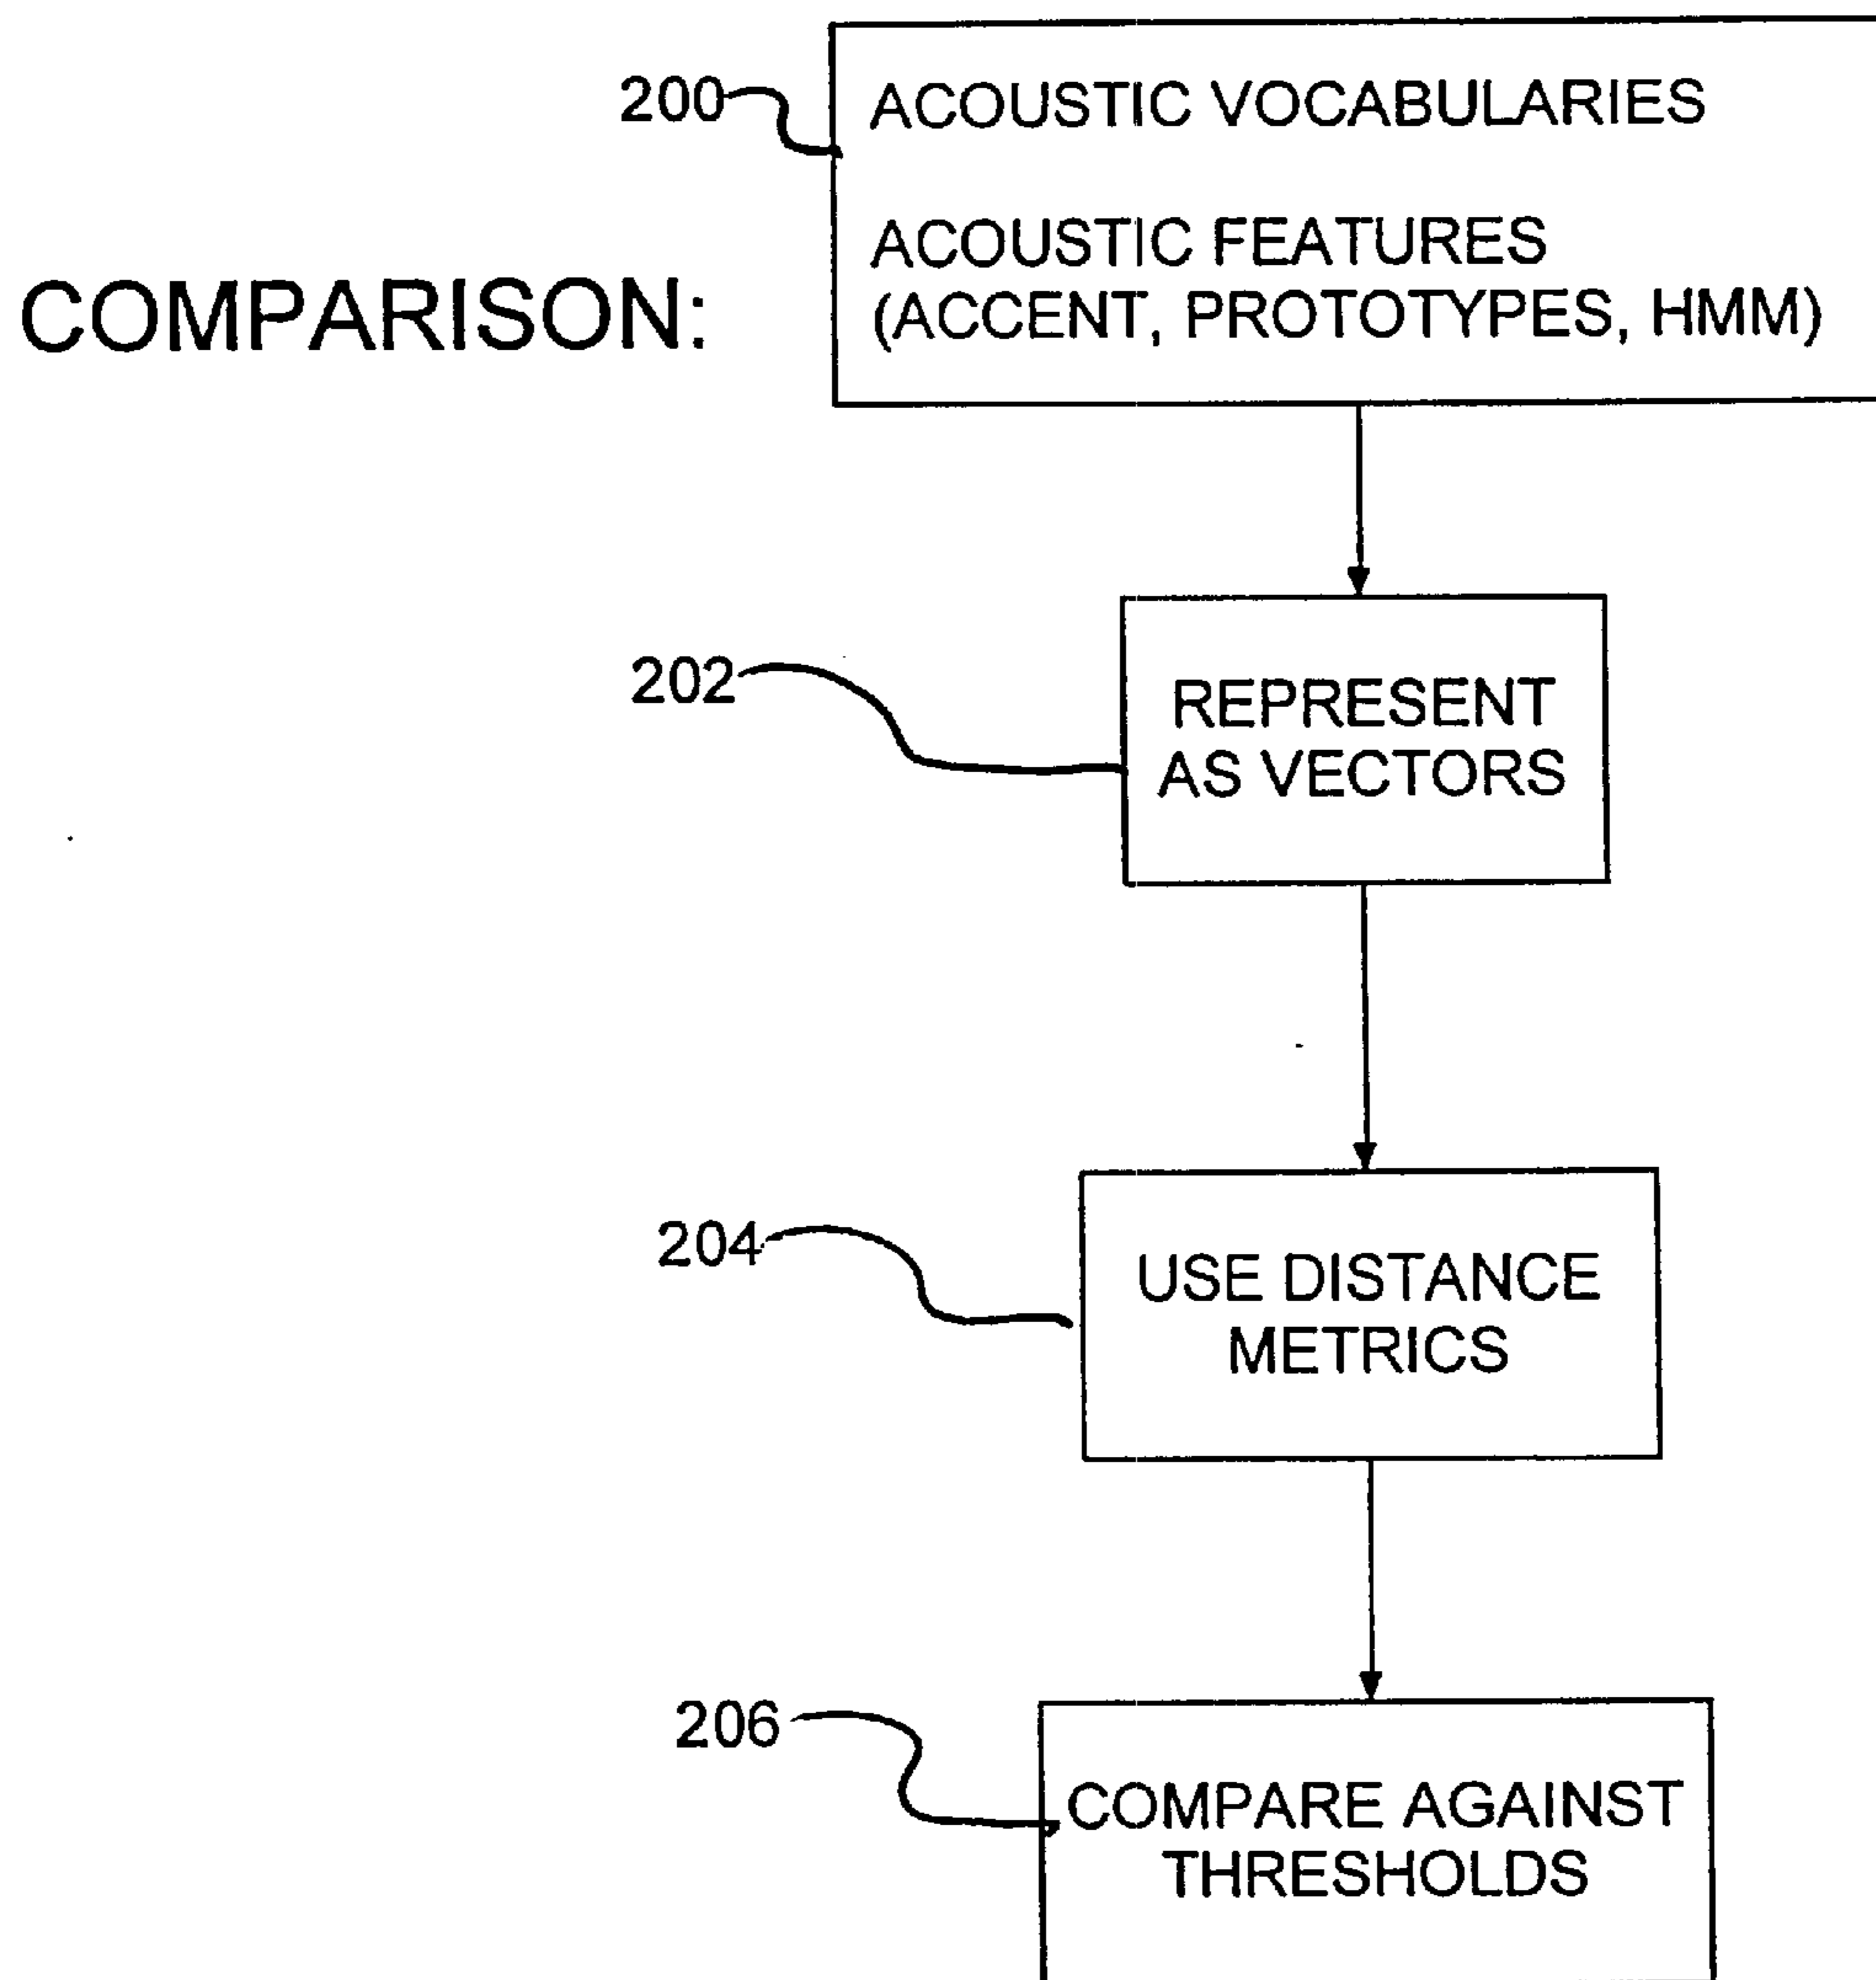 200
ACOUSTIC VOCABULARIES
ACOUSTIC FEATURES
(ACCENT, PROTOTYPES, HMM)
COMPARISON:
202
REPRESENT
AS VECTORS
204
USE DISTANCE
METRICS
206
COMPARE AGAINST
THRESHOLDS